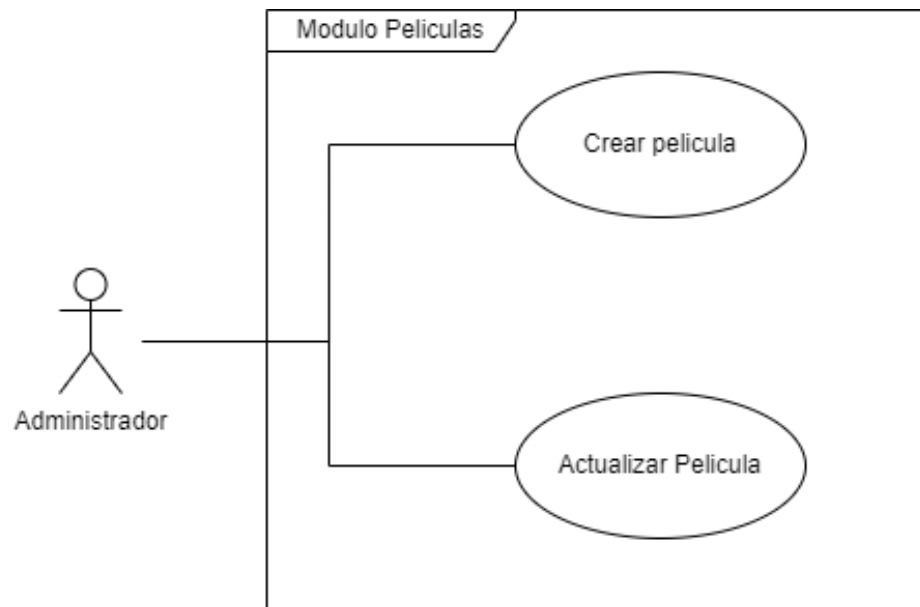 Modulo Peliculas
Crear pelicula
Administrador
Actualizar Pelicula